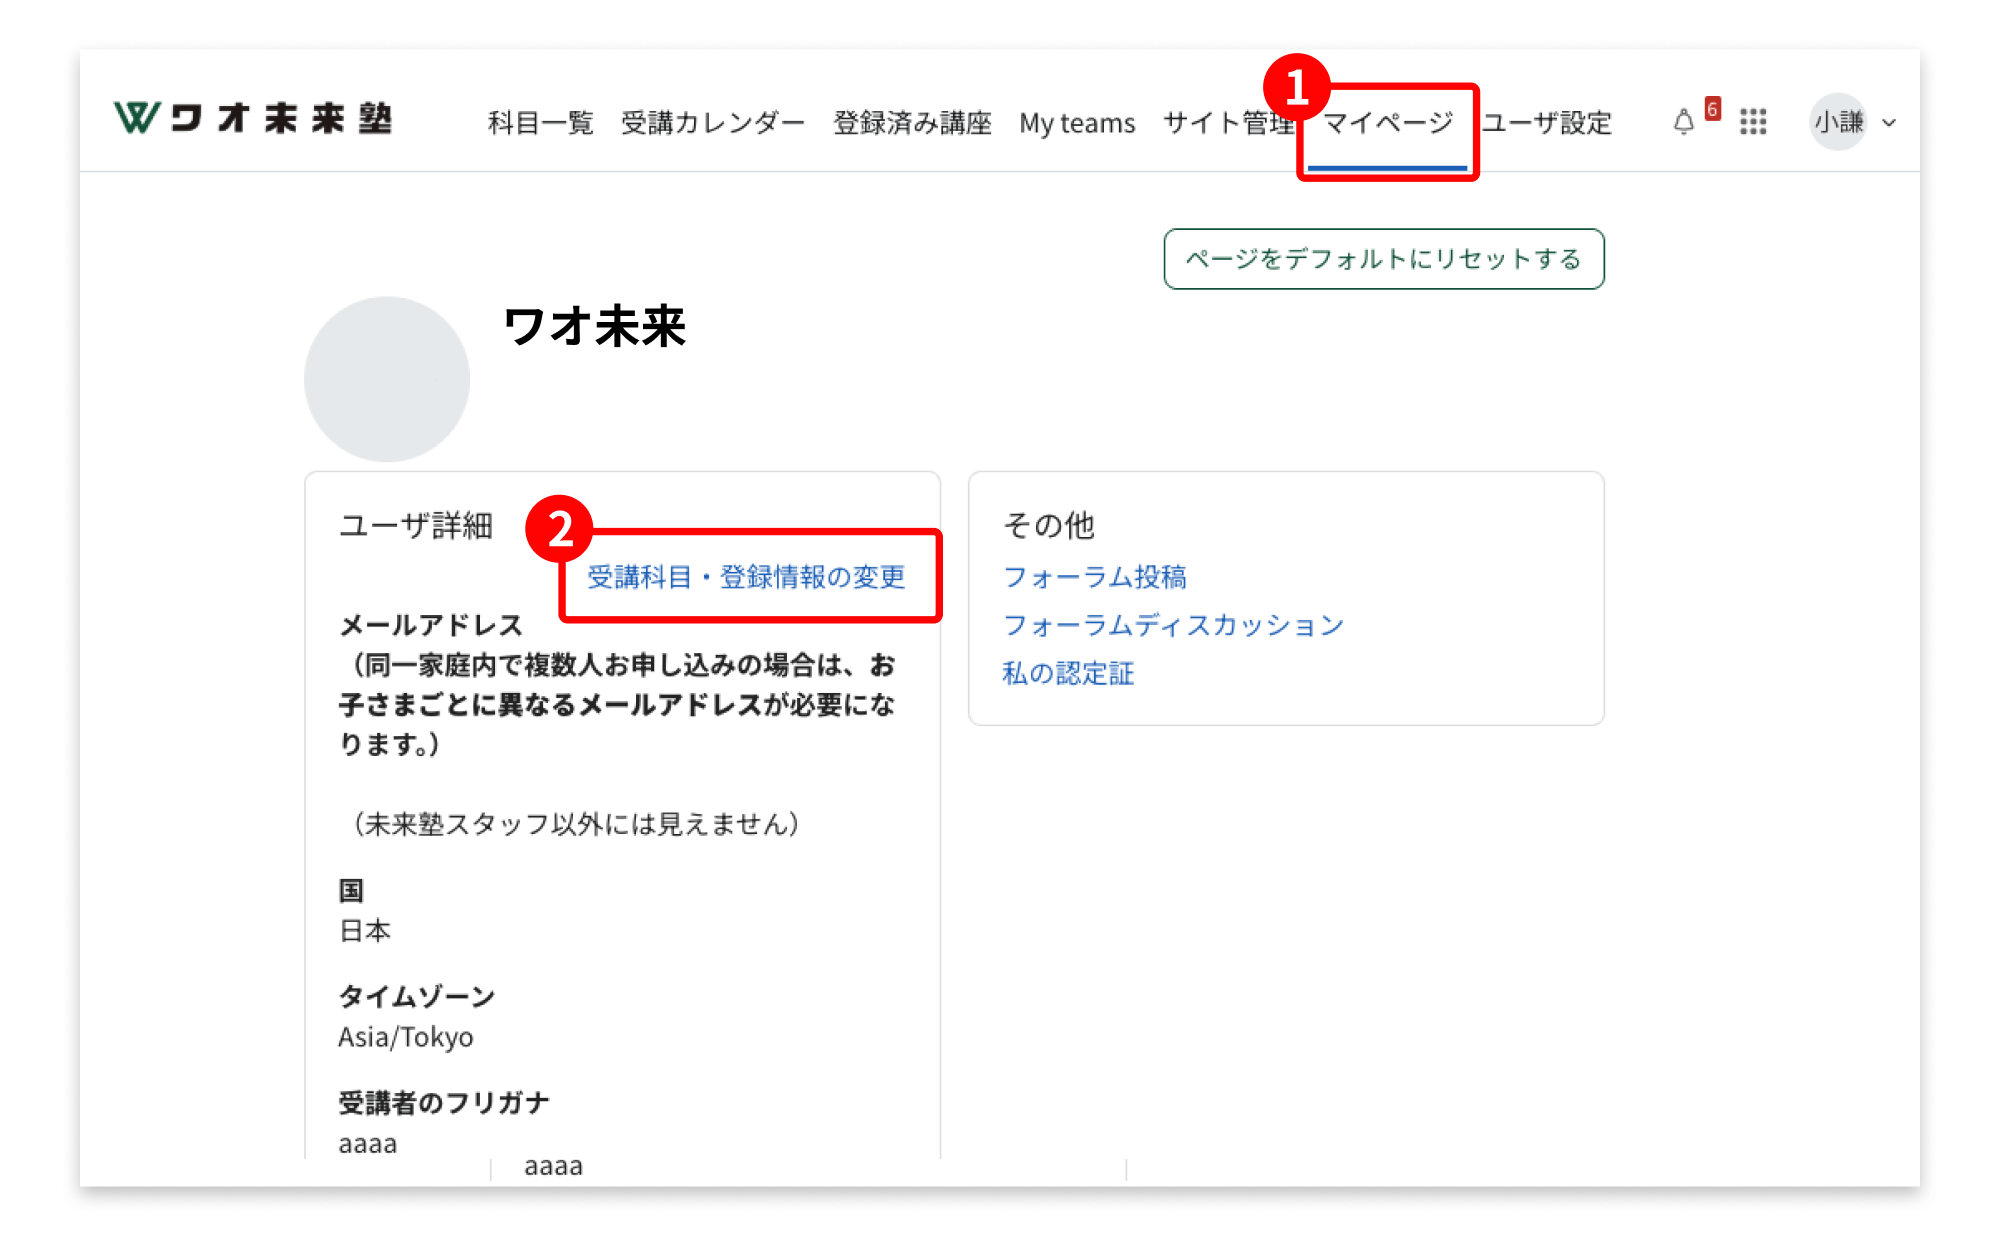 ワオ未来塾
科目一覧 受講カレンダー 登録済み講座 My teams サイト管理 マイページ ユーザ設定 6 小謙
1
ページをデフォルトにリセットする
ワオ未来
ユーザ詳細
2
受講科目・登録情報の変更
メールアドレス
（同一家庭内で複数人お申し込みの場合は、お
子さまごとに異なるメールアドレスが必要にな
ります。）
（未来塾スタッフ以外には見えません）
国
日本
タイムゾーン
Asia/Tokyo
受講者のフリガナ
aaaa
aaaa
その他
フォーラム投稿
フォーラムディスカッション
私の認定証